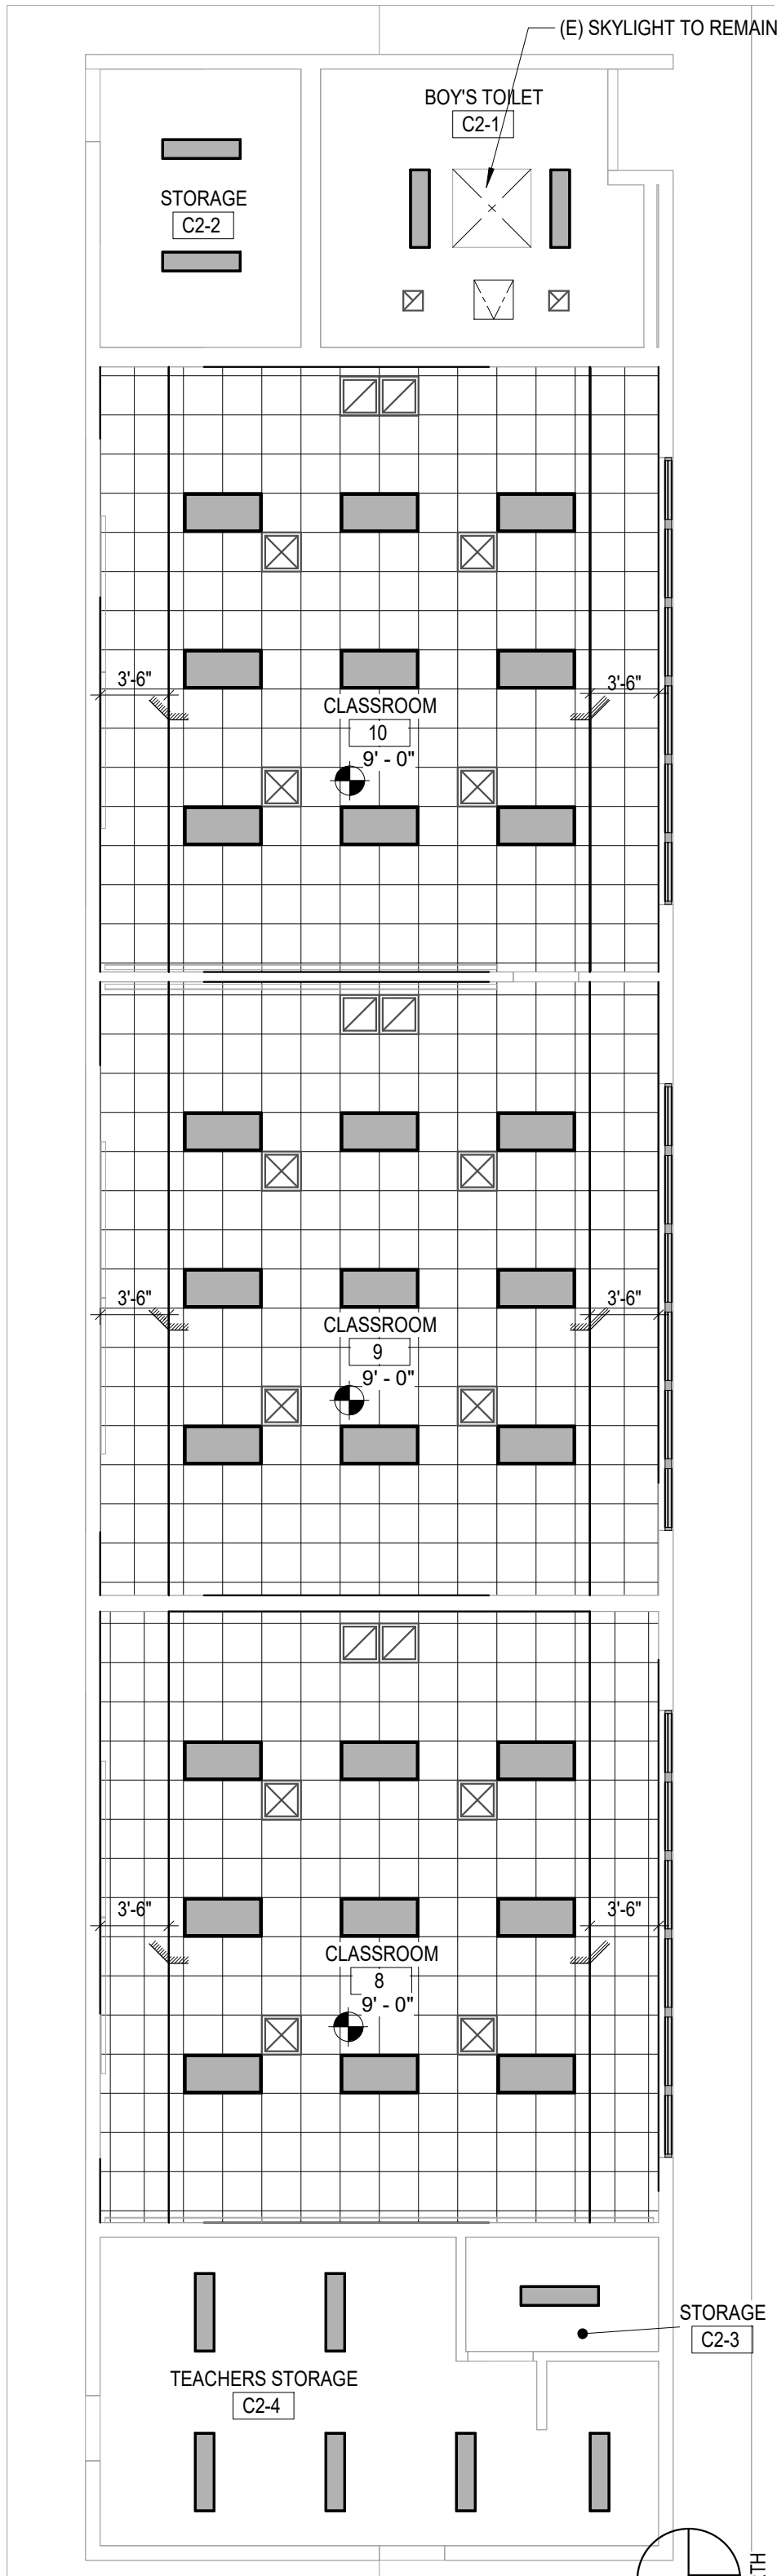 (E) SKYLIGHT TO REMAIN
BOY'S TOILET
C2-1
STORAGE
C2-2
3'-6"
3'-6"
CLASSROOM
10
9' - 0"
3'-6"
3'-6"
CLASSROOM
9
9' - 0"
3'-6"
3'-6"
CLASSROOM
8
9' - 0"
STORAGE
C2-3
TEACHERS STORAGE
C2-4